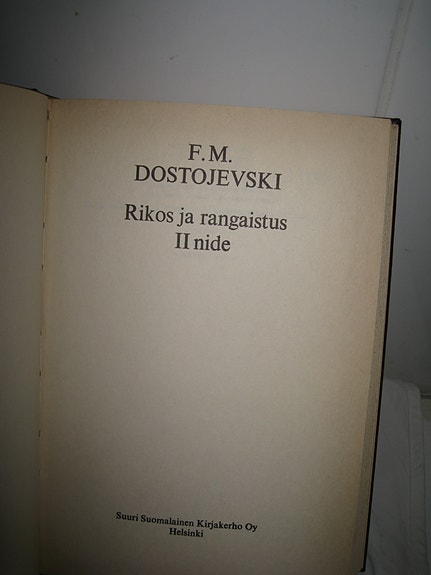 F.M.
DOSTOJEVSKI
Rikos ja rangaistus
II nide
Suuri Suomalainen Kirjakerho Oy
Helsinki